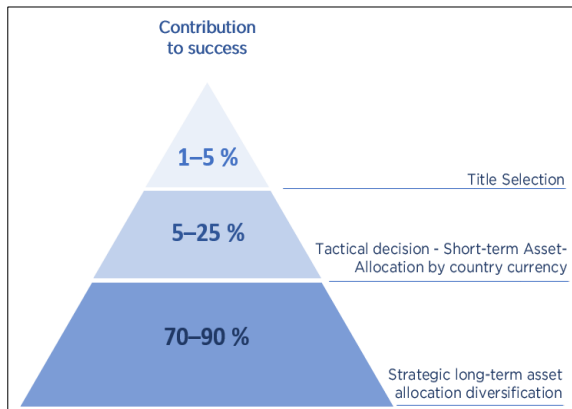 Contribution
to success
1–5 %
Title Selection
5–25 %
Tactical decision - Short-term Asset-
Allocation by country currency
70–90 %
Strategic long-term asset
allocation diversification